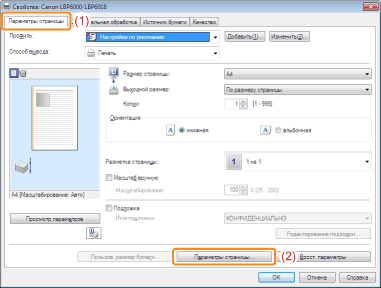 Свойства: Canon LBP6000/LBP6018
Параметры страницы (1) ельная обработка Источник бумаги Качество
Профиль: Настройки по умолчанию Добавить(1)... Изменить(2)...
Способ вывода: Печать
Размер страницы: A4
Выходной размер: По размеру страницы
Копии: 1 [1 - 999]
Ориентация
A книжная A альбомная
Разметка страницы: 1 1 на 1
Масштаб вручную
Масштабирование: 100 % [25 - 200]
A4 [Масштабирование: Авто]
Просмотр параметров
Подложка
Имя подложки: КОНФИДЕНЦИАЛЬНО
Редактирование подложки...
Пользов. размер бумаги... Параметры страницы... (2) Восст. параметры
OK Отмена Справка